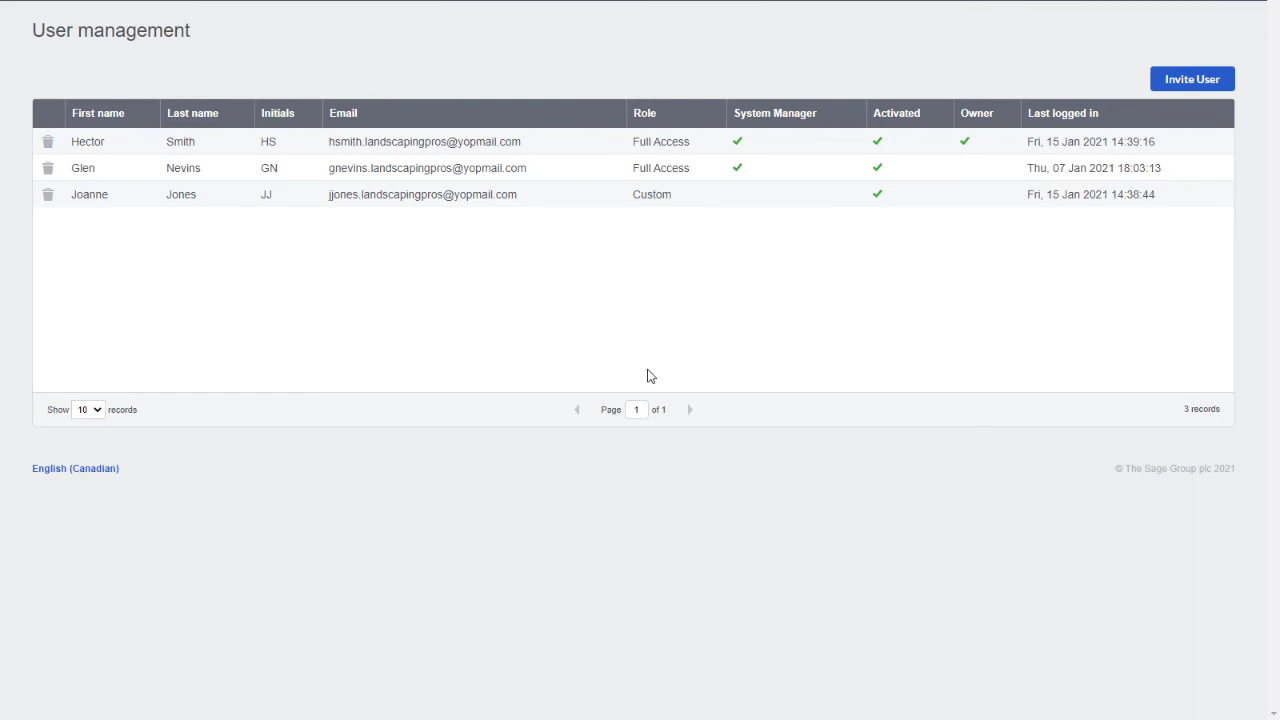 User management
Invite User
First name Last name Initials Email Role System Manager Activated Owner Last logged in
Hector Smith HS hsmith.landscapingpros@yopmail.com Full Access Fri, 15 Jan 2021 14:39:16
Glen Nevins GN gnevins.landscapingpros@yopmail.com Full Access Thu, 07 Jan 2021 18:03:13
Joanne Jones JJ jjones.landscapingpros@yopmail.com Custom Fri, 15 Jan 2021 14:38:44
Show 10 records Page 1 of 1 3 records
English (Canadian) © The Sage Group plc 2021